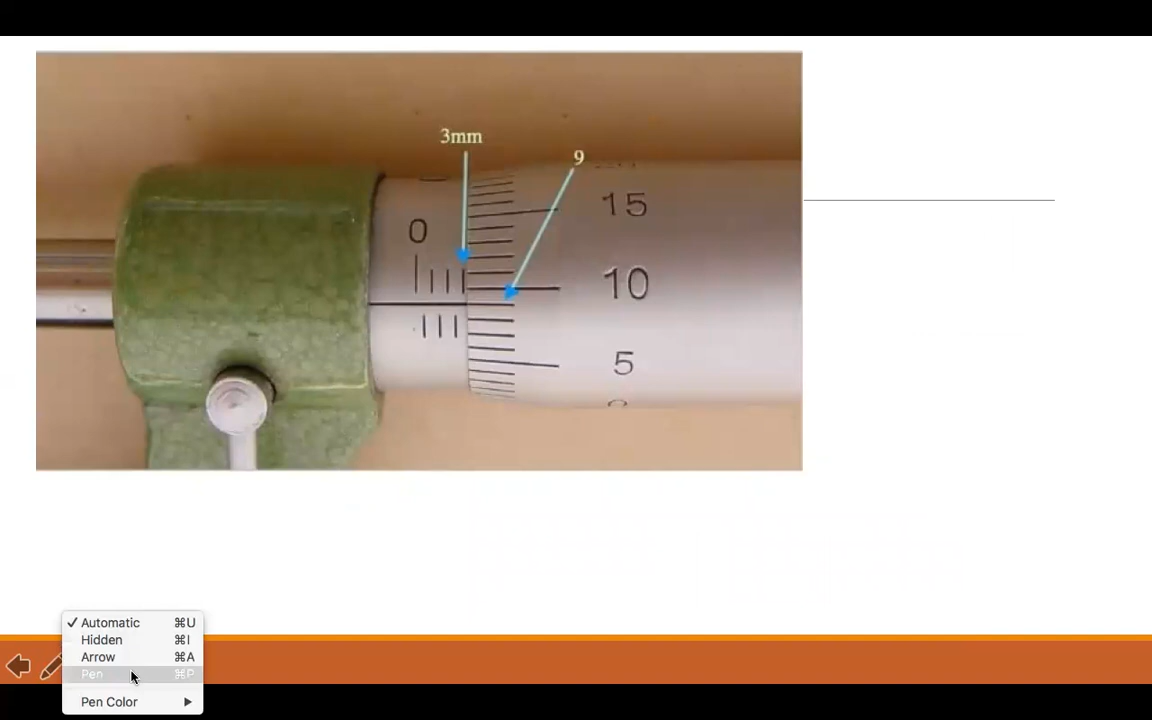 3mm
9
15
0
10
5
✓ Automatic ⌘U
Hidden ⌘I
Arrow ⌘A
Pen ⌘P
Pen Color